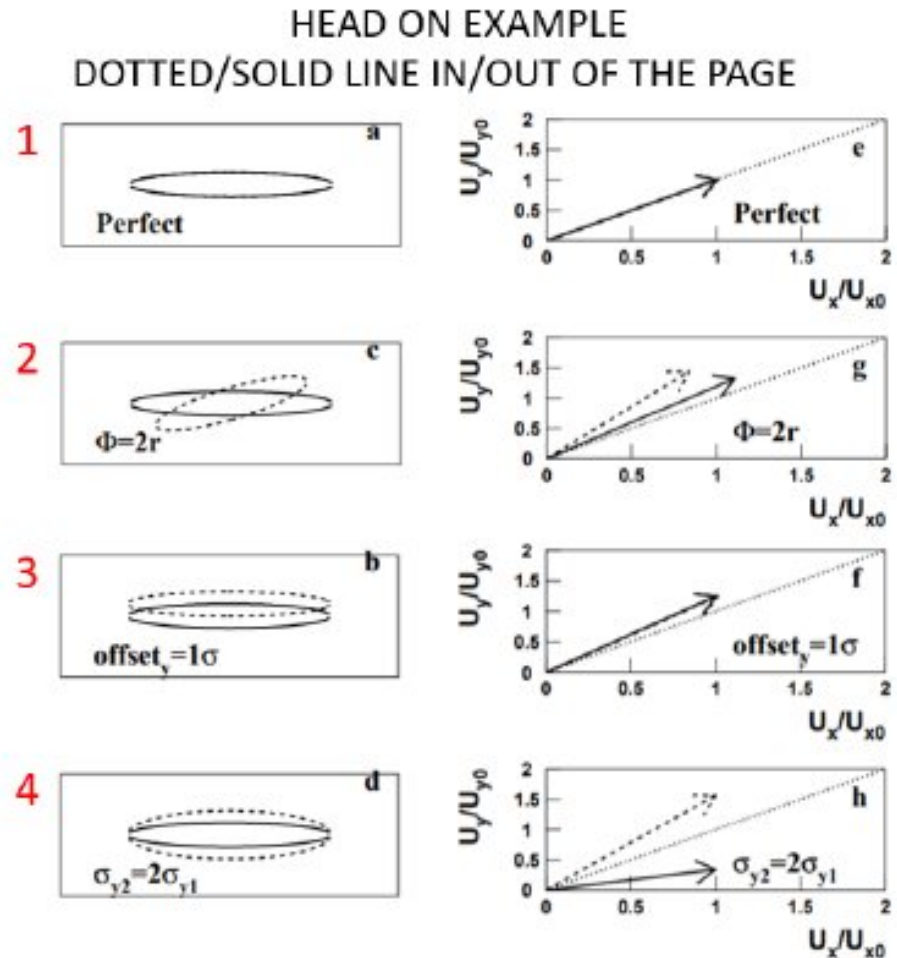 HEAD ON EXAMPLE
DOTTED/SOLID LINE IN/OUT OF THE PAGE
1
a
Perfect
U_y/U_y0
2
1.5
1
0.5
0
e
Perfect
0 0.5 1 1.5 2
U_x/U_x0
2
c
Φ=2r
U_y/U_y0
2
1.5
1
0.5
0
g
Φ=2r
0 0.5 1 1.5 2
U_x/U_x0
3
b
offset_y=1σ
U_y/U_y0
2
1.5
1
0.5
0
f
offset_y=1σ
0 0.5 1 1.5 2
U_x/U_x0
4
d
σ_y2=2σ_y1
U_y/U_y0
2
1.5
1
0.5
0
h
σ_y2=2σ_y1
0 0.5 1 1.5 2
U_x/U_x0